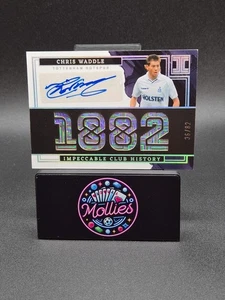 CHRIS WADDLE
TOTTENHAM HOTSPUR
HOLSTEN
1882
IMPECCABLE CLUB HISTORY
Mollies